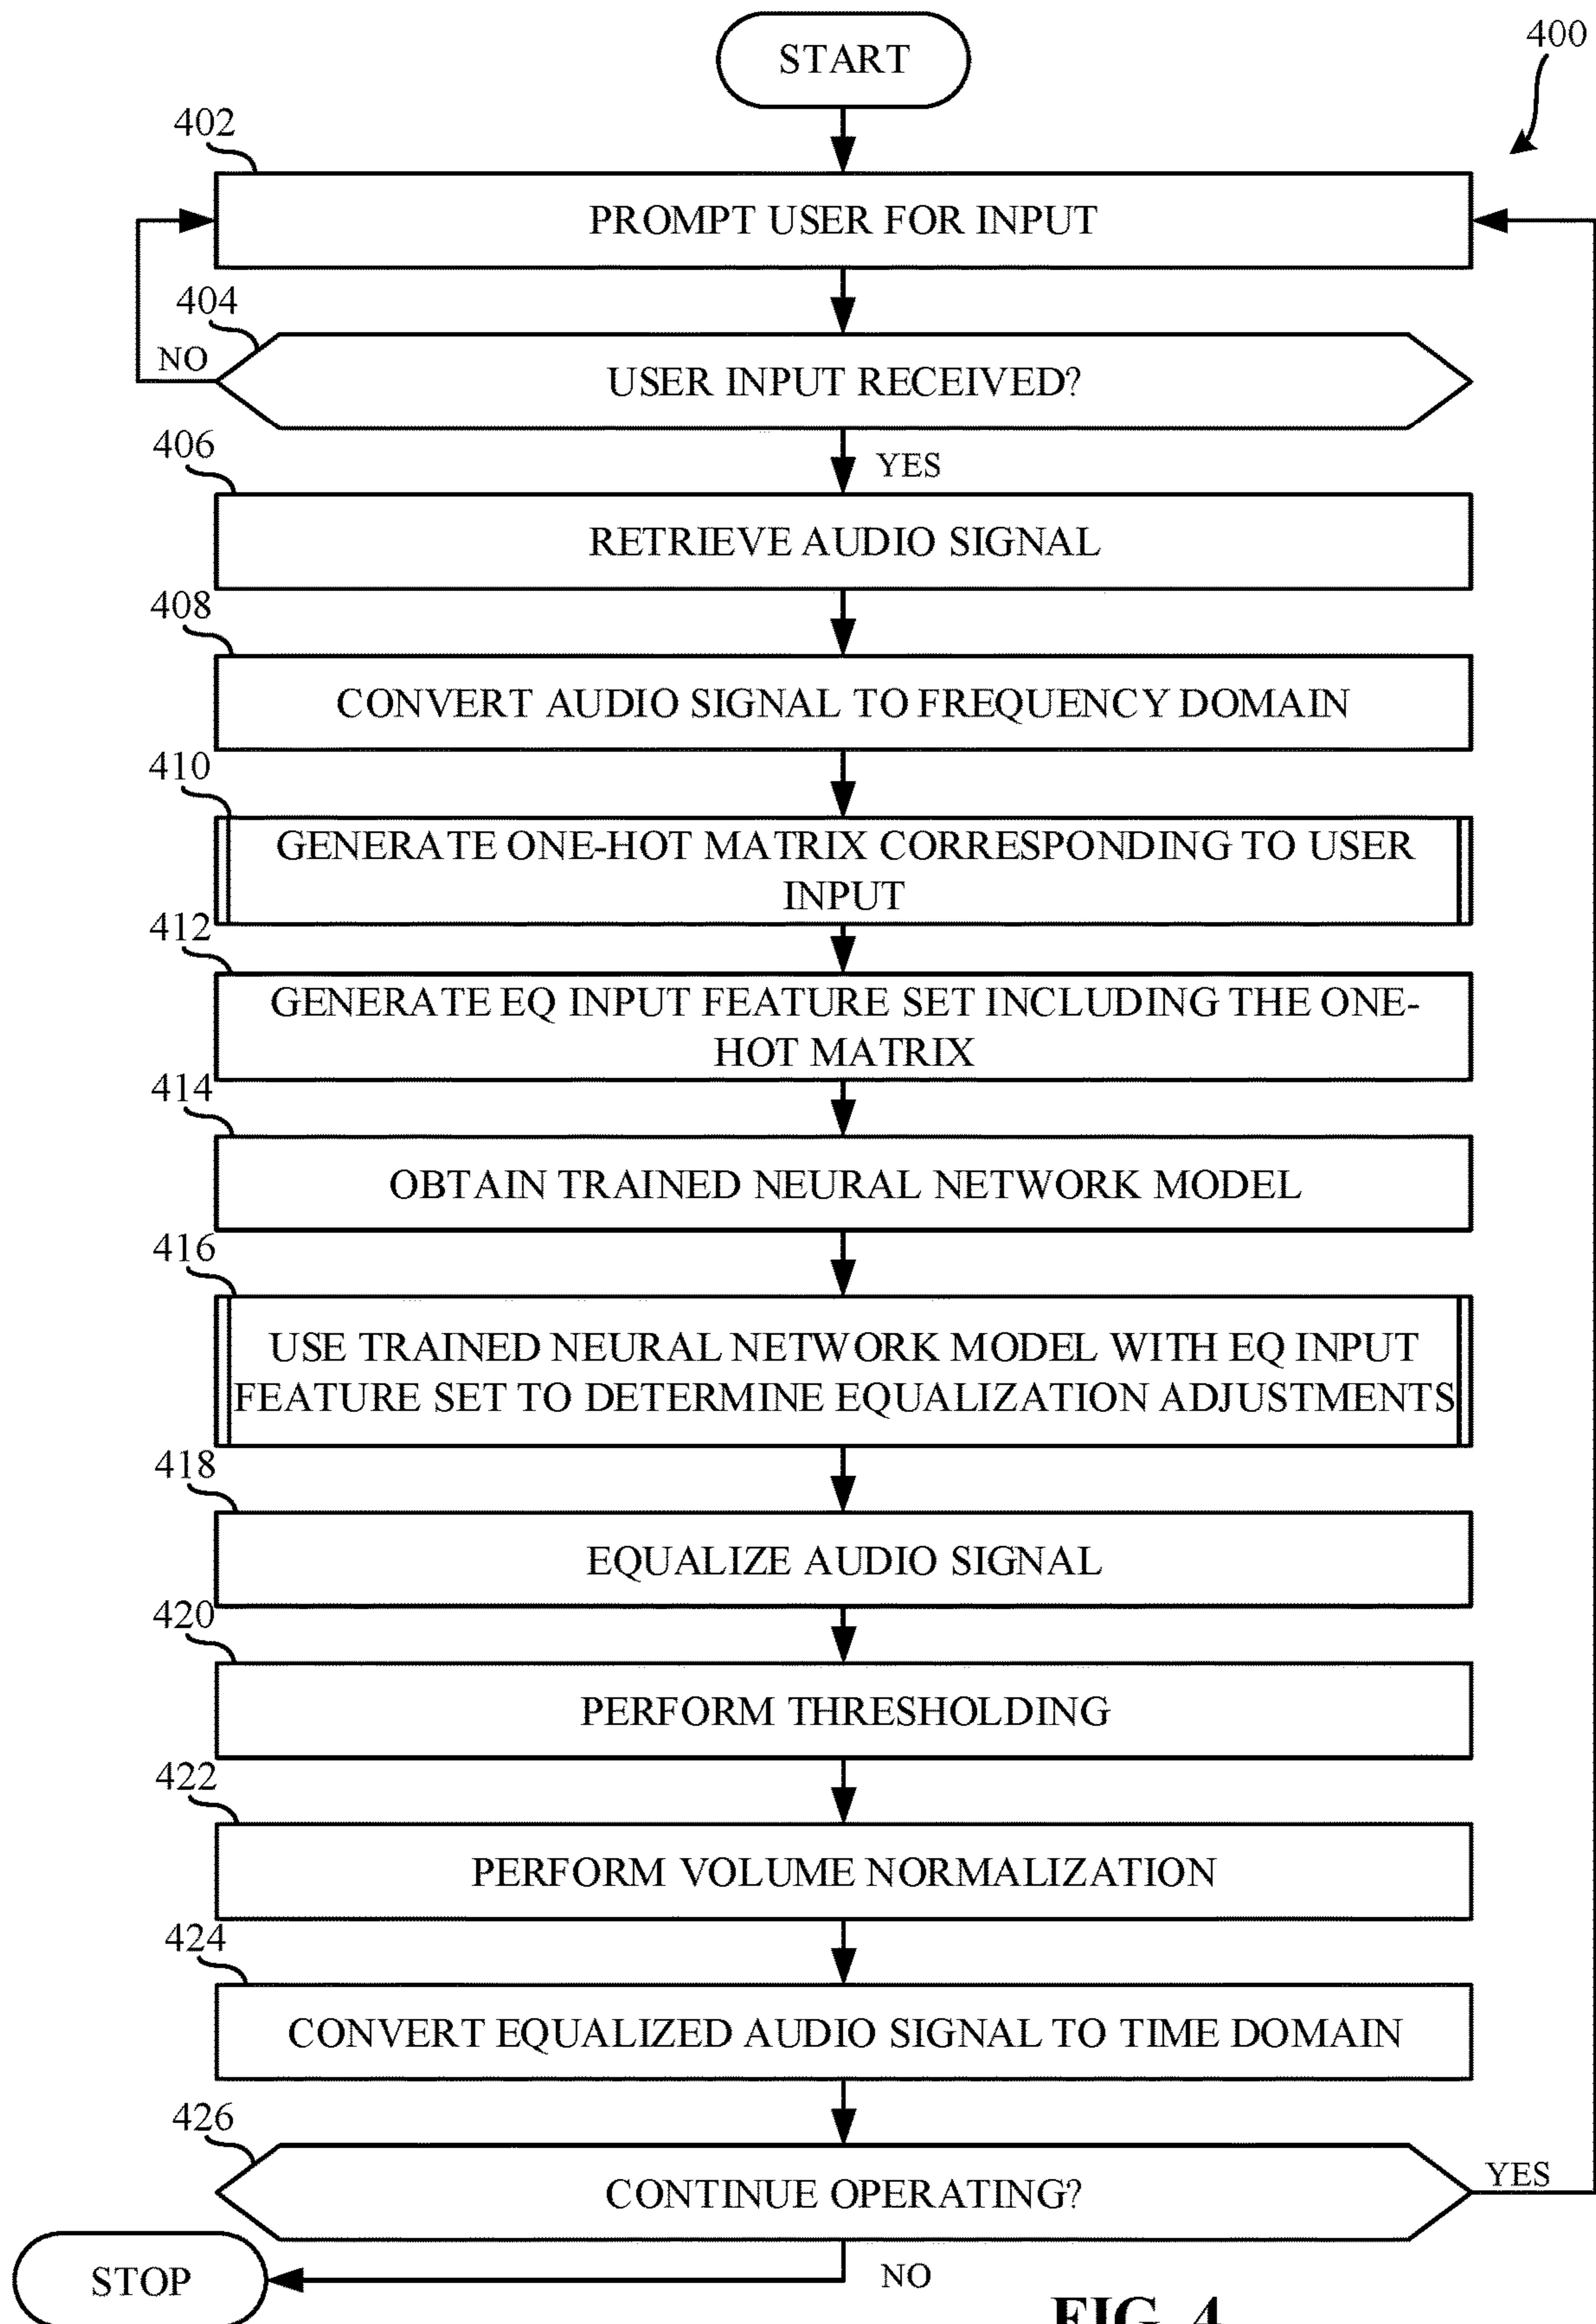 START
400
402
PROMPT USER FOR INPUT
404
NO
USER INPUT RECEIVED?
YES
406
RETRIEVE AUDIO SIGNAL
408
CONVERT AUDIO SIGNAL TO FREQUENCY DOMAIN
410
GENERATE ONE-HOT MATRIX CORRESPONDING TO USER
INPUT
412
GENERATE EQ INPUT FEATURE SET INCLUDING THE ONE-
HOT MATRIX
414
OBTAIN TRAINED NEURAL NETWORK MODEL
416
USE TRAINED NEURAL NETWORK MODEL WITH EQ INPUT
FEATURE SET TO DETERMINE EQUALIZATION ADJUSTMENTS
418
EQUALIZE AUDIO SIGNAL
420
PERFORM THRESHOLDING
422
PERFORM VOLUME NORMALIZATION
424
CONVERT EQUALIZED AUDIO SIGNAL TO TIME DOMAIN
426
CONTINUE OPERATING?
YES
NO
STOP
FIG. 4